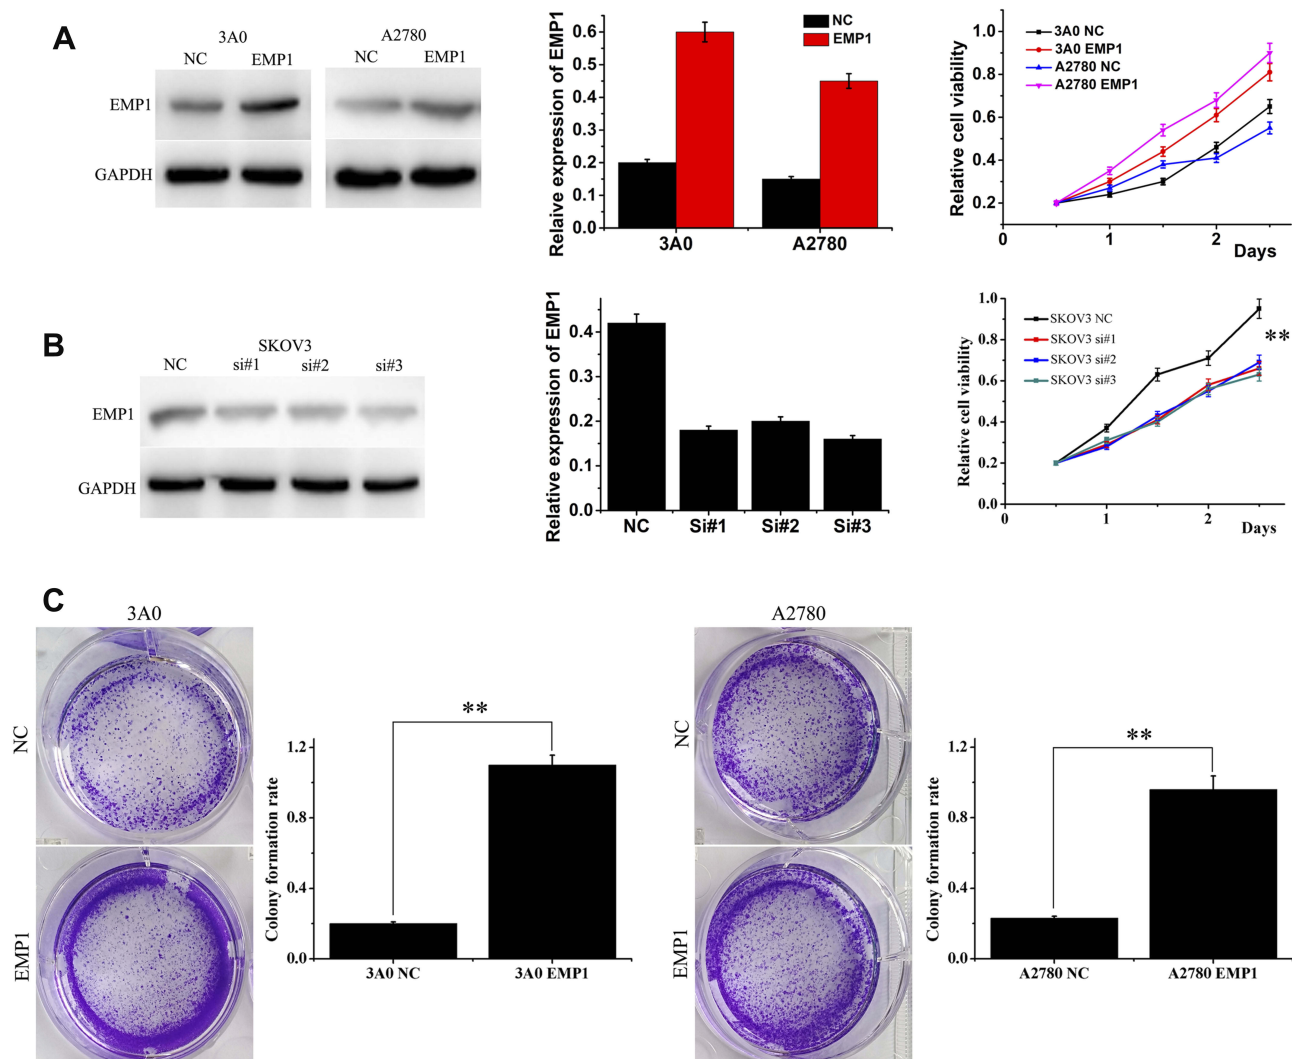 A
3A0
A2780
NC
EMP1
NC
EMP1
EMP1
GAPDH
Relaive expression of EMP1
0.6
0.5
0.4
0.3
0.2
0.1
0.0
NC
EMP1
3A0
A2780
Relative cell viability
1.0
0.8
0.6
0.4
0.2
3A0 NC
3A0 EMP1
A2780 NC
A2780 EMP1
0
1
2
Days
B
SKOV3
NC
si#1
si#2
si#3
EMP1
GAPDH
Relative expression of EMP1
0.4
0.3
0.2
0.1
0.0
NC
Si#1
Si#2
Si#3
Relative cell viability
1.0
0.8
0.6
0.4
0.2
0.0
SKOV3 NC
SKOV3 si#1
SKOV3 si#2
SKOV3 si#3
**
0
1
2
Days
C
3A0
NC
EMP1
Colony formation rate
1.2
0.8
0.4
0.0
**
3A0 NC
3A0 EMP1
A2780
NC
EMP1
Colony formation rate
1.2
0.8
0.4
0.0
**
A2780 NC
A2780 EMP1